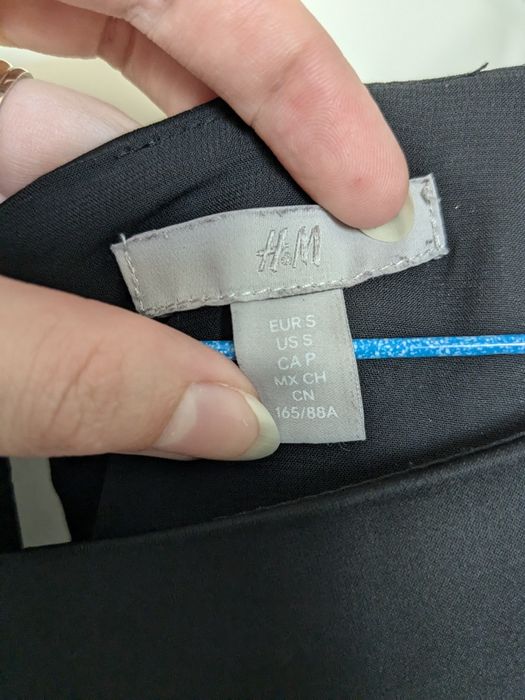 H&M
EUR S
US S
CA P
MX CH
CN
165/88A